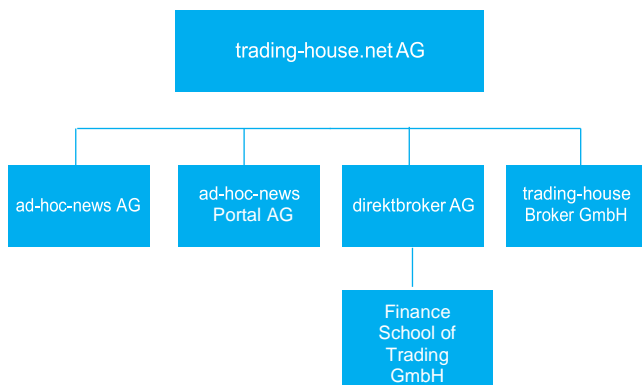 trading-house.net AG
ad-hoc-news AG
ad-hoc-news
Portal AG
direktbroker AG
trading-house
Broker GmbH
Finance
School of
Trading
GmbH